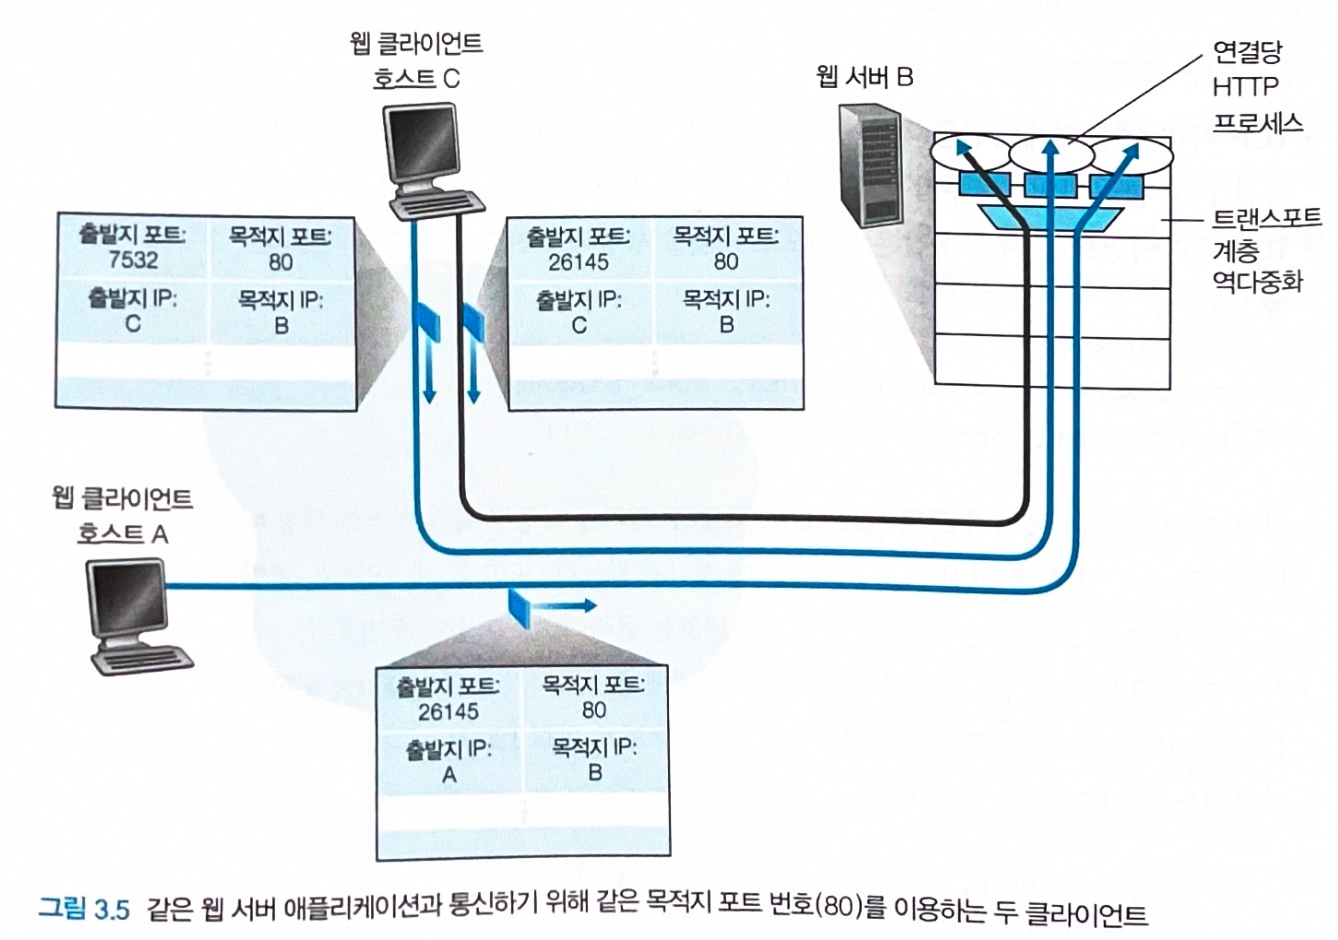 웹 클라이언트
호스트 C
웹 서버 B
연결당
HTTP
프로세스
트랜스포트
계층
역다중화
출발지 포트:
7532
목적지 포트:
80
출발지 IP:
C
목적지 IP:
B
출발지 포트:
26145
목적지 포트:
80
출발지 IP:
C
목적지 IP:
B
웹 클라이언트
호스트 A
출발지 포트:
26145
목적지 포트:
80
출발지 IP:
A
목적지 IP:
B
그림 3.5 같은 웹 서버 애플리케이션과 통신하기 위해 같은 목적지 포트 번호(80)를 이용하는 두 클라이언트